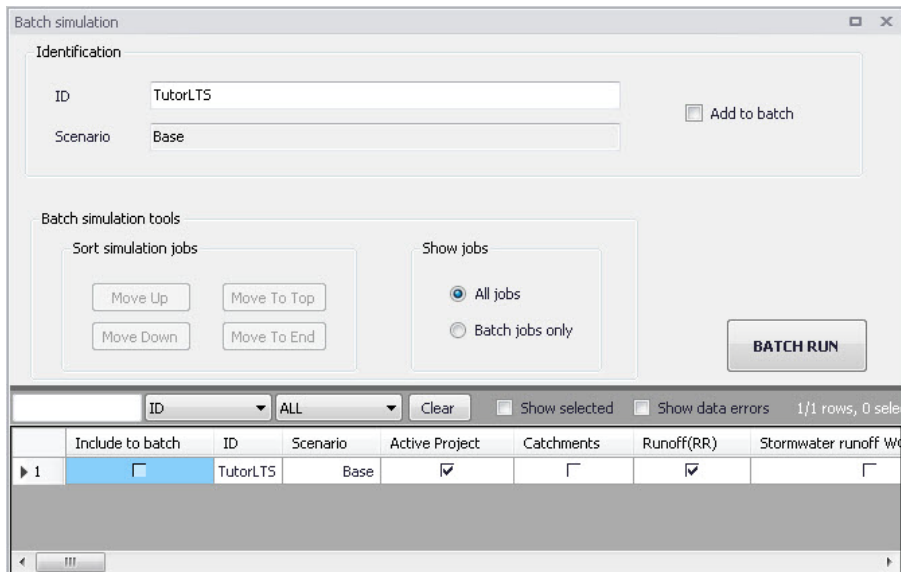 Batch simulation
Identification
ID TutorLTS
Add to batch
Scenario Base
Batch simulation tools
Sort simulation jobs Show jobs
Move Up Move To Top All jobs
Move Down Move To End Batch jobs only
BATCH RUN
ID ALL Clear Show selected Show data errors 1/1 rows, 0 sele
Include to batch ID Scenario Active Project Catchments Runoff(RR) Stormwater runoff W
1 TutorLTS Base